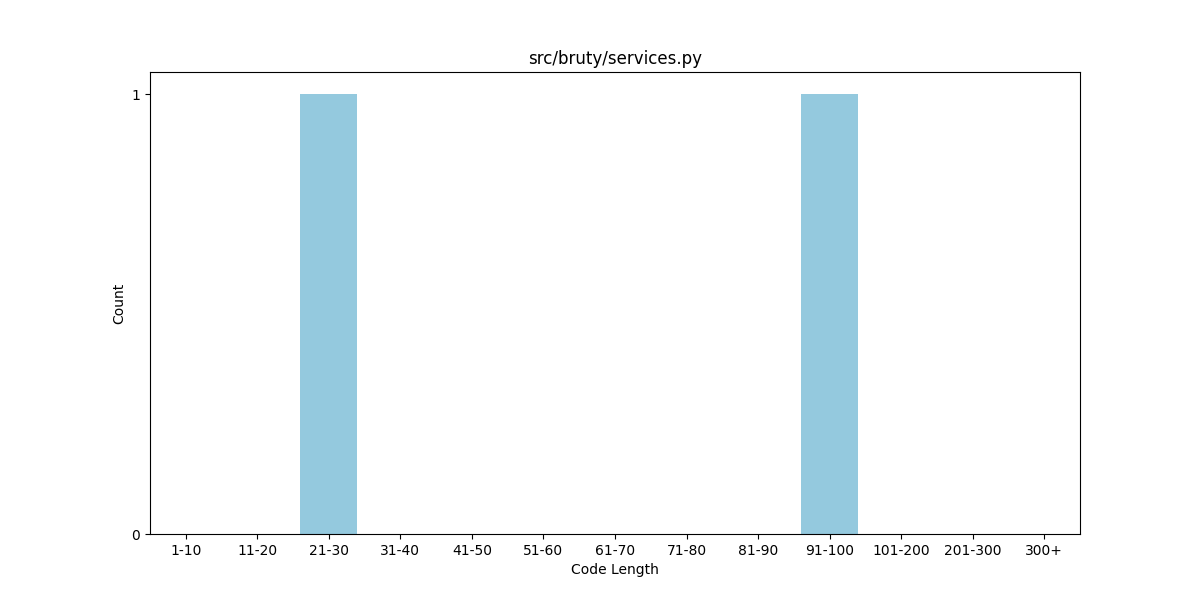 src/bruty/services.py
1
Count
0
1-10 11-20 21-30 31-40 41-50 51-60 61-70 71-80 81-90 91-100 101-200 201-300 300+
Code Length